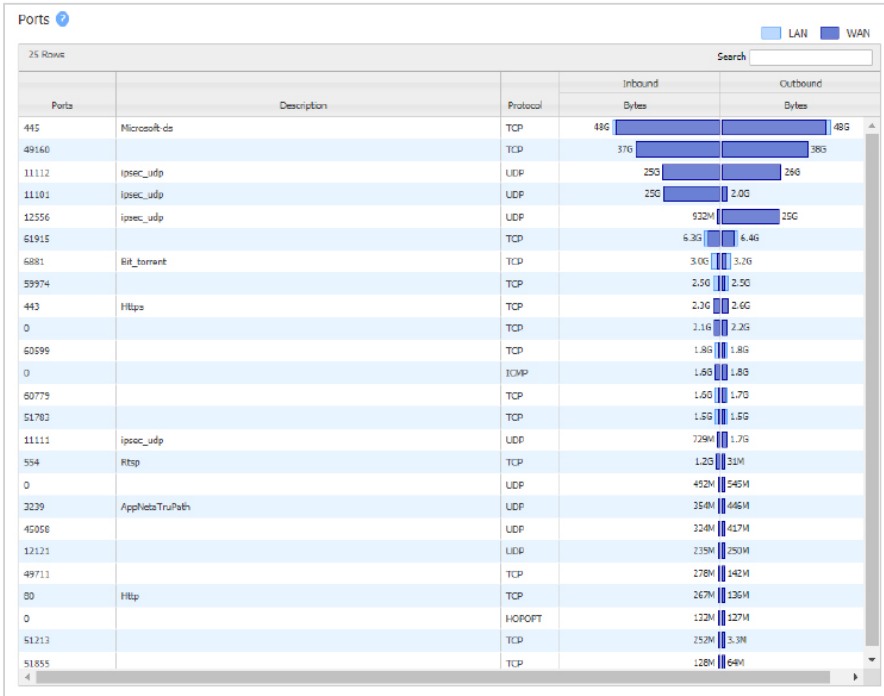 Ports ?
LAN WAN
25 Rows Search
Inbound Outbound
Ports Description Protocol Bytes Bytes
445 Microsoft-ds TCP 48G 48G
49160 TCP 37G 38G
11112 ipsec_udp UDP 25G 26G
11101 ipsec_udp UDP 25G 2.0G
12556 ipsec_udp UDP 932M 25G
61915 TCP 6.3G 6.4G
6881 Bit_torrent TCP 3.0G 3.2G
59974 TCP 2.5G 2.5G
443 Https TCP 2.3G 2.6G
0 TCP 2.1G 2.2G
60599 TCP 1.8G 1.8G
0 ICMP 1.6G 1.8G
60779 TCP 1.6G 1.7G
51783 TCP 1.5G 1.5G
11111 ipsec_udp UDP 729M 1.7G
554 Rtsp TCP 1.2G 31M
0 UDP 492M 545M
3239 AppNetaTruPath UDP 354M 446M
45058 UDP 324M 417M
12121 UDP 235M 250M
49711 TCP 278M 142M
80 Http TCP 267M 136M
0 HOPOPT 132M 127M
51213 TCP 252M 3.3M
51855 TCP 128M 64M